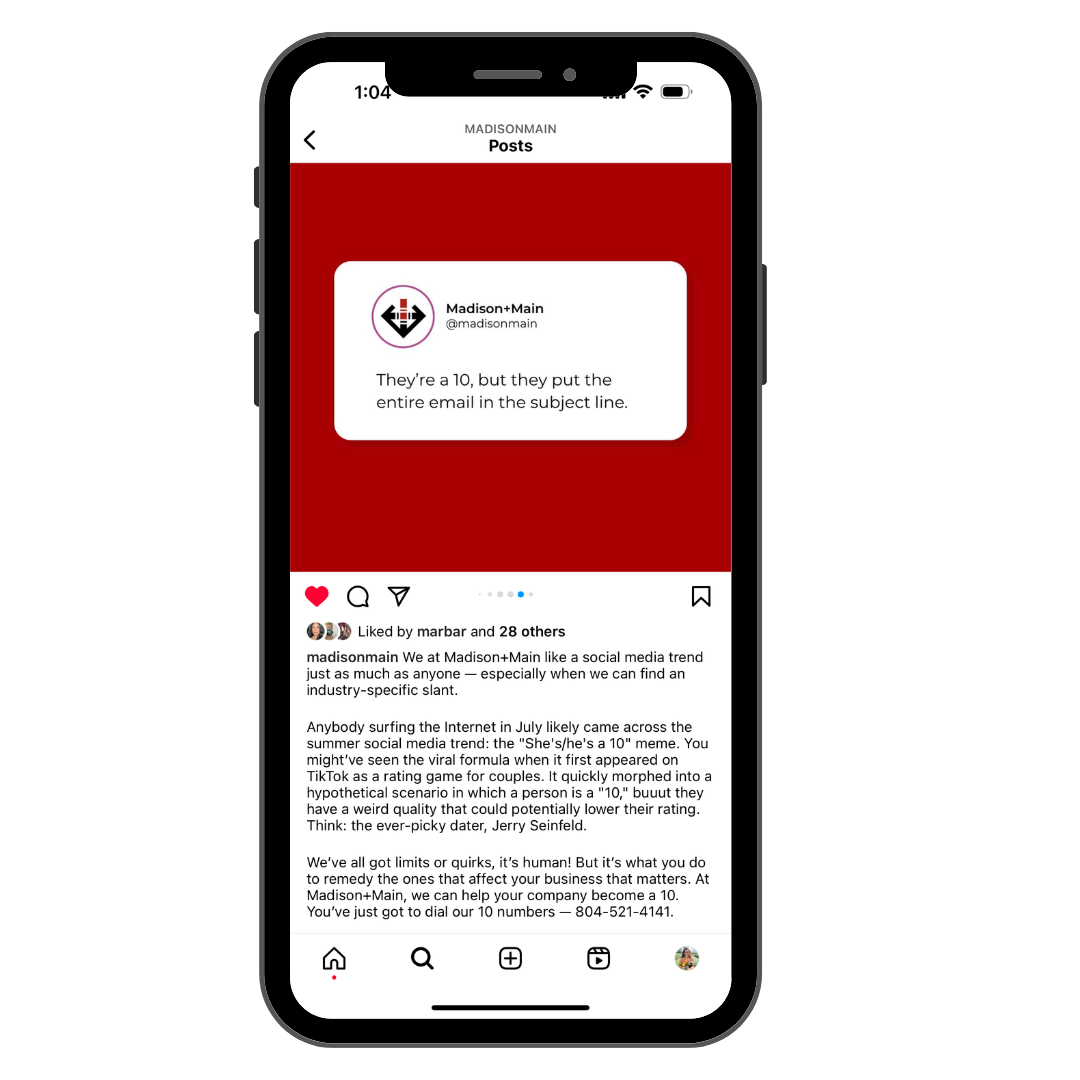 1:04
MADISONMAIN
Posts
Madison+Main
@madisonmain
They’re a 10, but they put the
entire email in the subject line.
Liked by marbar and 28 others
madisonmain We at Madison+Main like a social media trend
just as much as anyone — especially when we can find an
industry-specific slant.
Anybody surfing the Internet in July likely came across the
summer social media trend: the "She's/he's a 10" meme. You
might’ve seen the viral formula when it first appeared on
TikTok as a rating game for couples. It quickly morphed into a
hypothetical scenario in which a person is a "10," buuut they
have a weird quality that could potentially lower their rating.
Think: the ever-picky dater, Jerry Seinfeld.
We’ve all got limits or quirks, it’s human! But it’s what you do
to remedy the ones that affect your business that matters. At
Madison+Main, we can help your company become a 10.
You’ve just got to dial our 10 numbers — 804-521-4141.